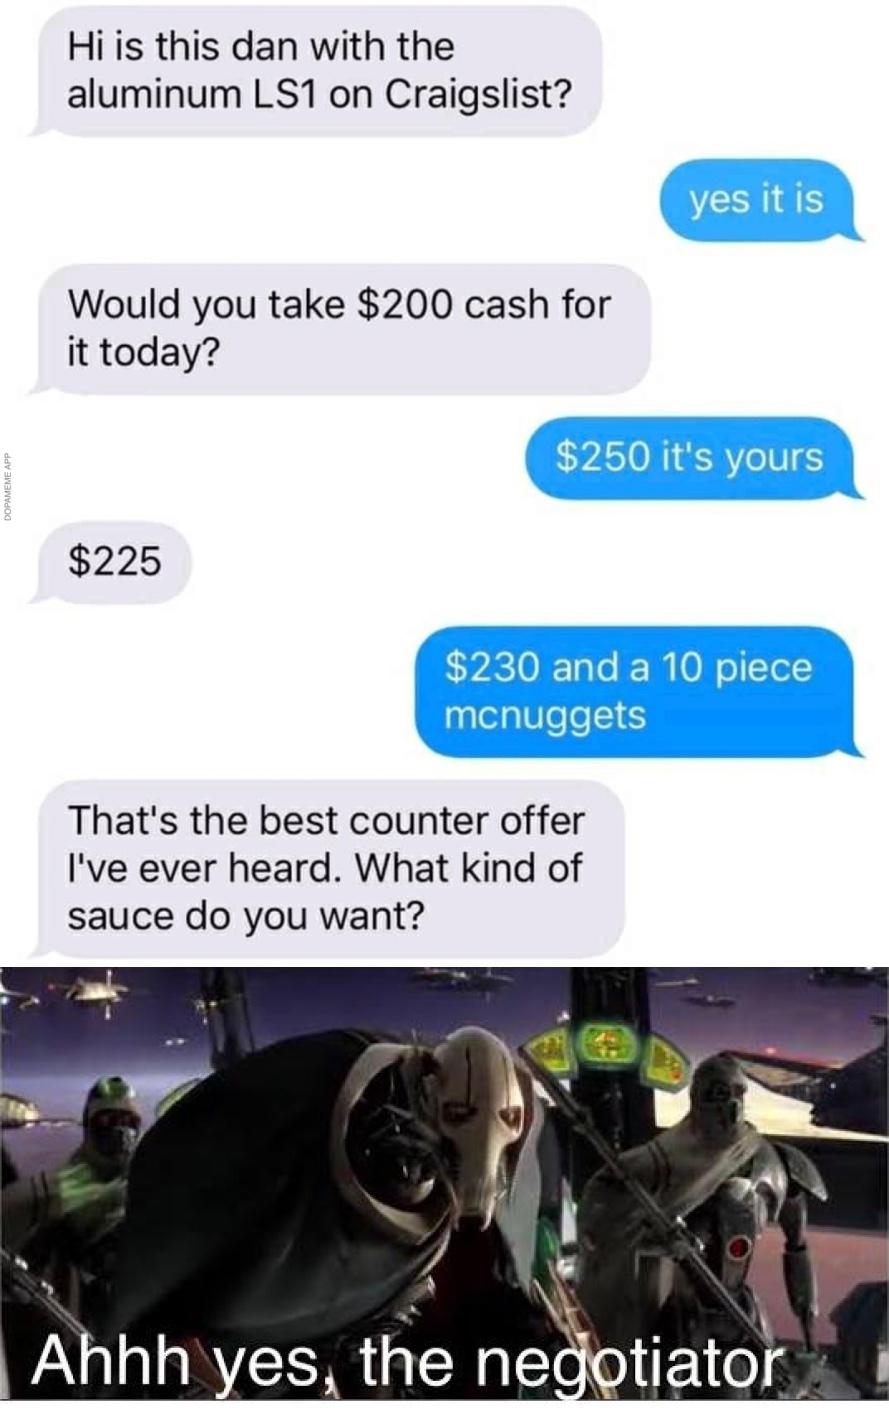 Hi is this dan with the
aluminum LS1 on Craigslist?
yes it is
Would you take $200 cash for
it today?
$250 it's yours
DOPAMEME APP
$225
$230 and a 10 piece
mcnuggets
That's the best counter offer
I've ever heard. What kind of
sauce do you want?
Ahhh yes, the negotiator